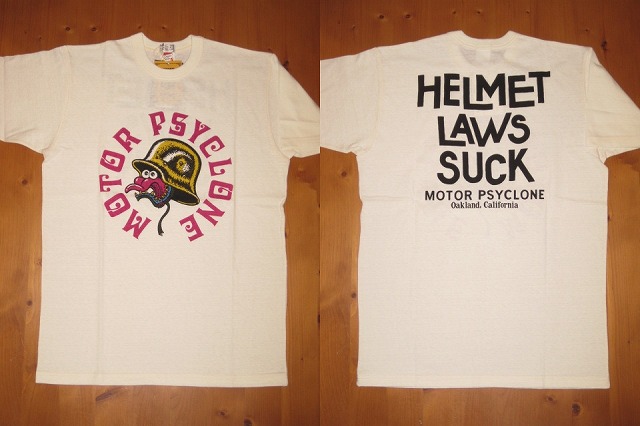 MOTOR PSYCLONE
HELMET
LAWS
SUCK
MOTOR PSYCLONE
Oakland, California